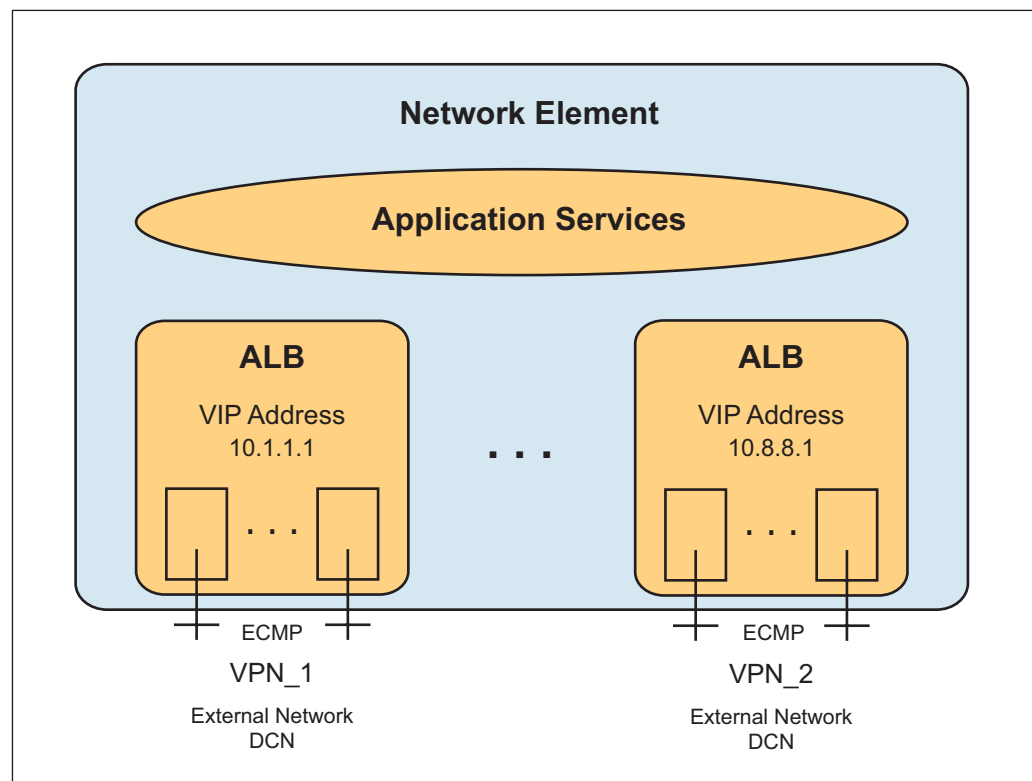 Network Element
Application Services
ALB
VIP Address
10.1.1.1
. . .
ECMP
VPN_1
External Network
DCN
. . .
ALB
VIP Address
10.8.8.1
. . .
ECMP
VPN_2
External Network
DCN